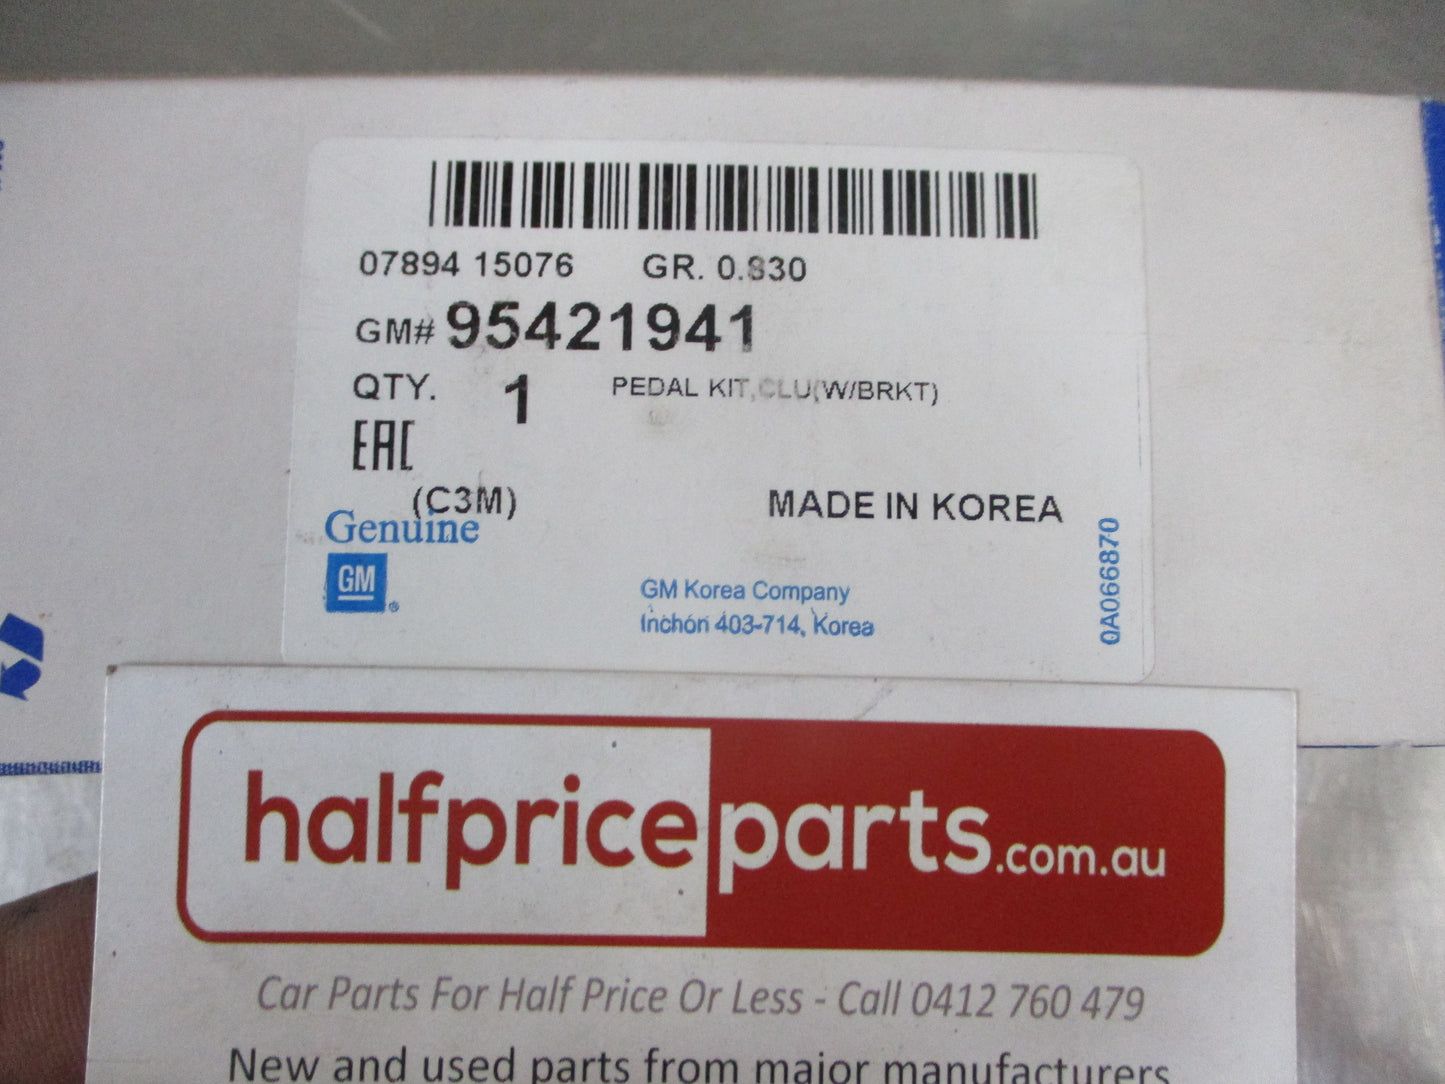 07894 15076 GR. 0.830
GM# 95421941
QTY. 1 PEDAL KIT,CLU(W/BRKT)
EAC
(C3M) MADE IN KOREA
Genuine
GM
GM Korea Company
Inchon 403-714, Korea
0A066870
halfpriceparts.com.au
Car Parts For Half Price Or Less - Call 0412 760 479
New and used parts from major manufacturers